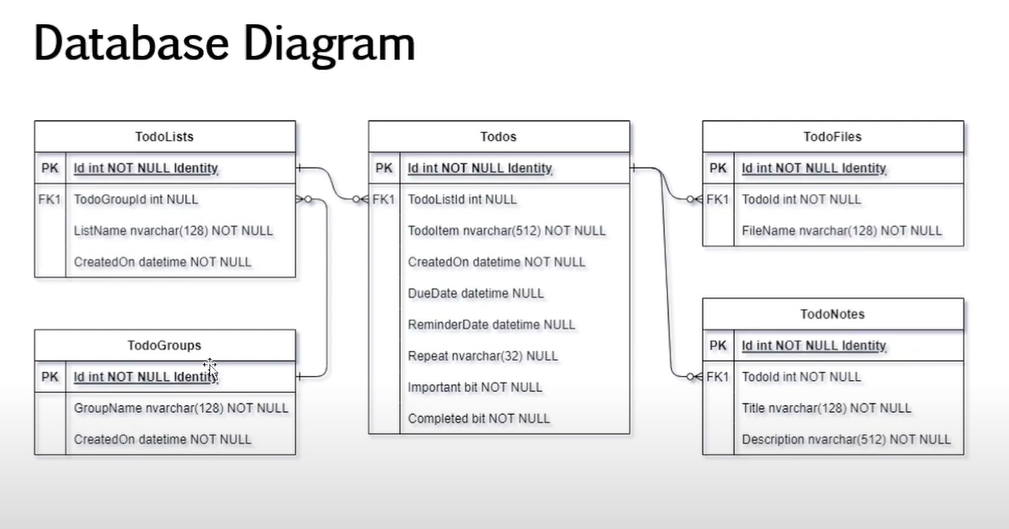 Database Diagram
TodoLists
PK Id int NOT NULL Identity
FK1 TodoGroupId int NULL
ListName nvarchar(128) NOT NULL
CreatedOn datetime NOT NULL
TodoGroups
PK Id int NOT NULL Identity
GroupName nvarchar(128) NOT NULL
CreatedOn datetime NOT NULL
Todos
PK Id int NOT NULL Identity
FK1 TodoListId int NULL
TodoItem nvarchar(512) NOT NULL
CreatedOn datetime NOT NULL
DueDate datetime NULL
ReminderDate datetime NULL
Repeat nvarchar(32) NULL
Important bit NOT NULL
Completed bit NOT NULL
TodoFiles
PK Id int NOT NULL Identity
FK1 TodoId int NOT NULL
FileName nvarchar(128) NOT NULL
TodoNotes
PK Id int NOT NULL Identity
FK1 TodoId int NOT NULL
Title nvarchar(128) NOT NULL
Description nvarchar(512) NOT NULL